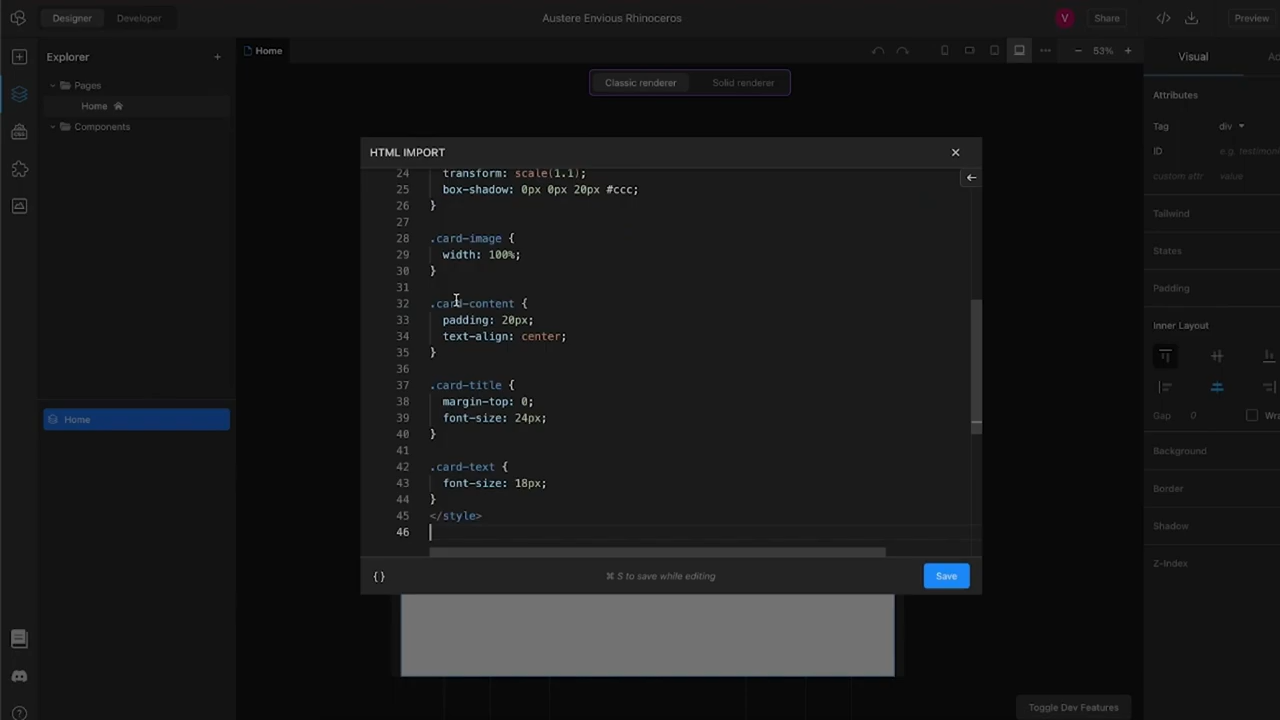 Designer
Developer
Austere Envious Rhinoceros
V
Share
Preview
Explorer
+
Home
53%
Visual
Pages
Home
Components
Classic renderer
Solid renderer
Attributes
Tag
div
ID
custom attr
value
Tailwind
States
Padding
Inner Layout
Gap
0
Background
Border
Shadow
Z-Index
HTML IMPORT
24 transform: scale(1.1);
25 box-shadow: 0px 0px 20px #ccc;
26 }
27
28 .card-image {
29 width: 100%;
30 }
31
32 .card-content {
33 padding: 20px;
34 text-align: center;
35 }
36
37 .card-title {
38 margin-top: 0;
39 font-size: 24px;
40 }
41
42 .card-text {
43 font-size: 18px;
44 }
45 </style>
46
{}
⌘ S to save while editing
Save
Home
Toggle Dev Features